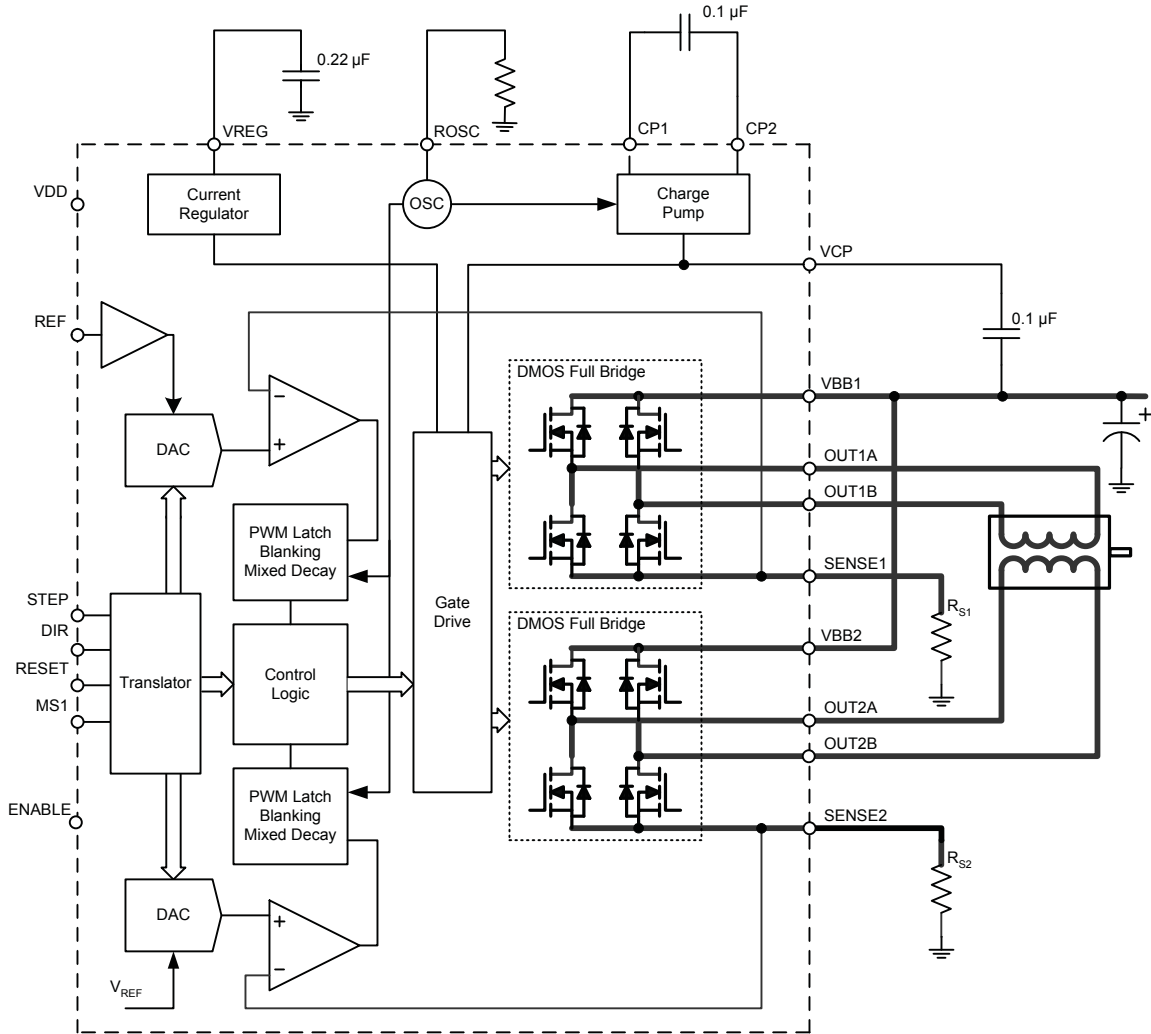 0.1 µF
0.22 µF
VREG
ROSC
CP1
CP2
VDD
Current
Regulator
OSC
Charge
Pump
VCP
REF
0.1 µF
DMOS Full Bridge
VBB1
+
−
+
DAC
OUT1A
OUT1B
PWM Latch
Blanking
Mixed Decay
SENSE1
STEP
DIR
RESET
MS1
Translator
Control
Logic
Gate
Drive
RS1
DMOS Full Bridge
VBB2
OUT2A
OUT2B
PWM Latch
Blanking
Mixed Decay
ENABLE
SENSE2
RS2
DAC
+
−
VREF